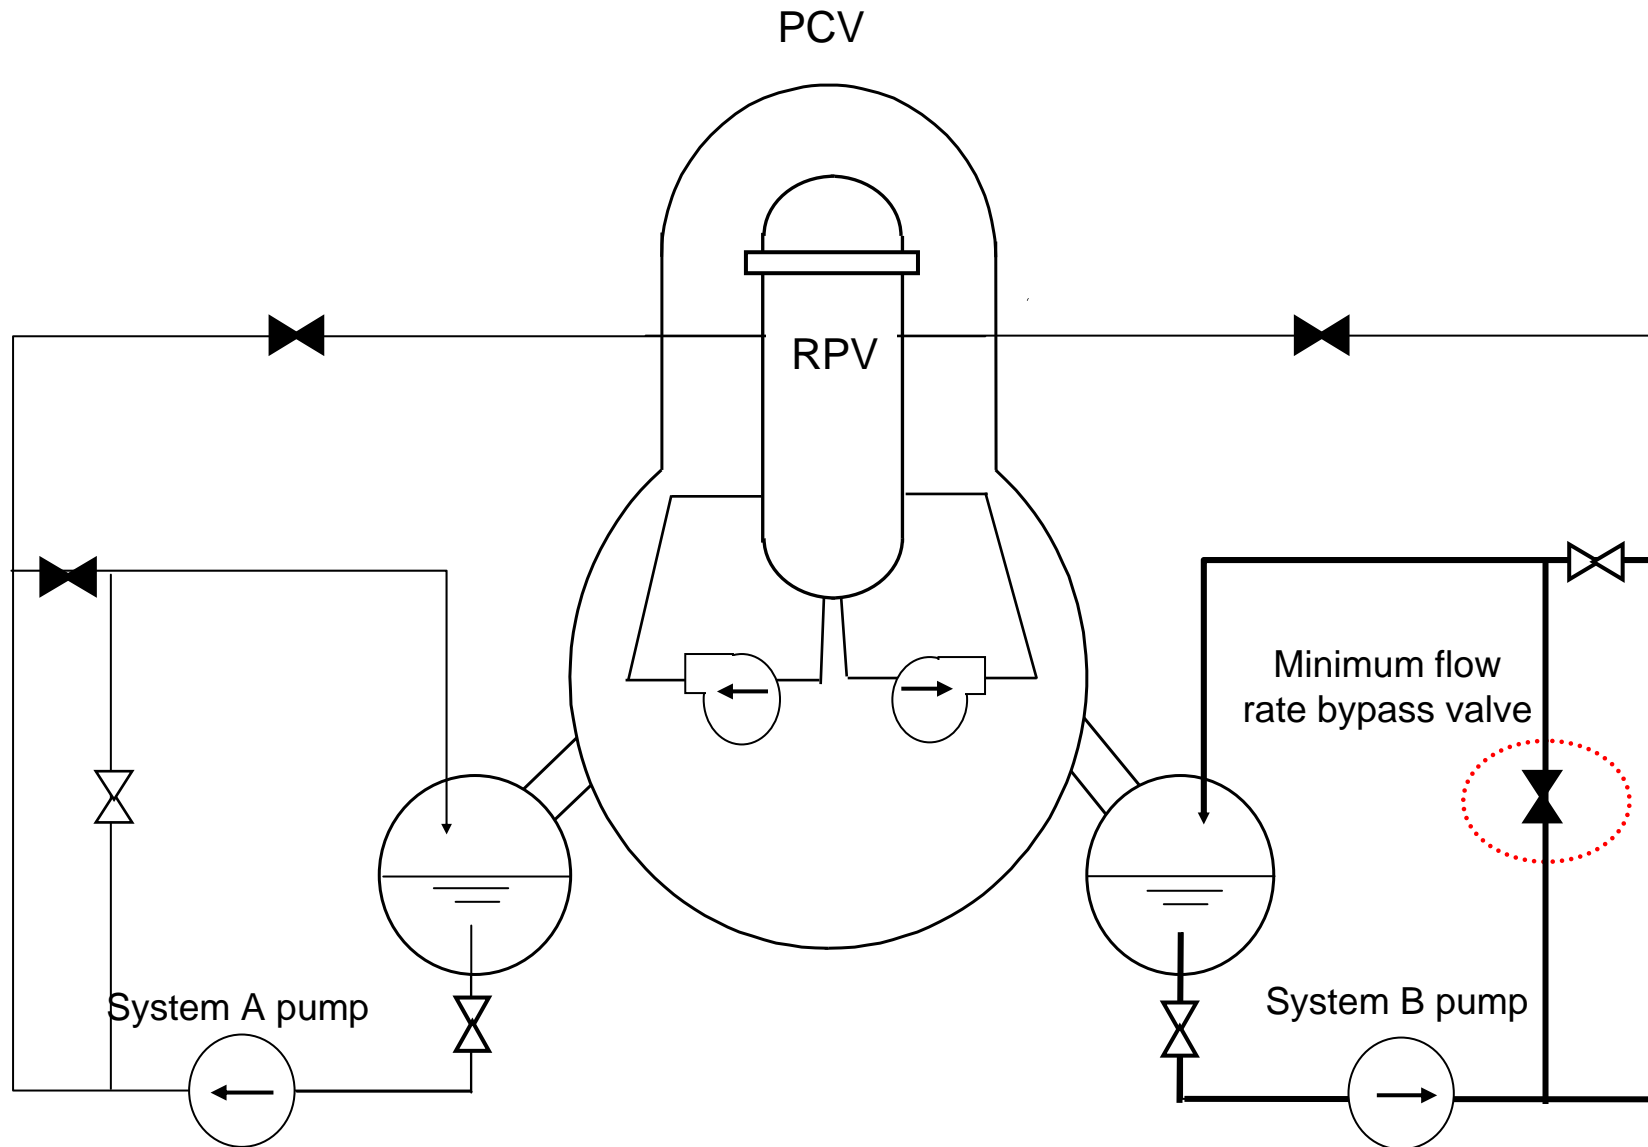 PCV
RPV
Minimum flow
rate bypass valve
System A pump
System B pump